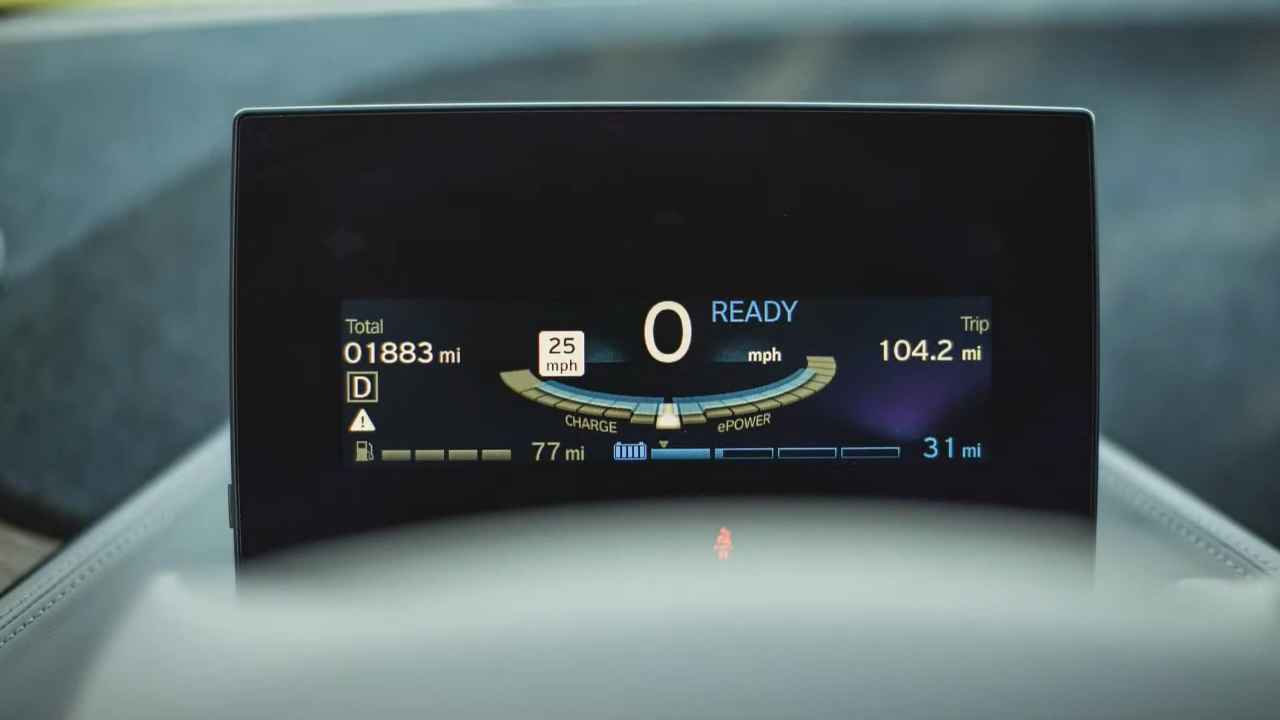 0 READY
mph
25
mph
Total
01883 mi
D
Trip
104.2 mi
CHARGE
ePOWER
77 mi
31 mi